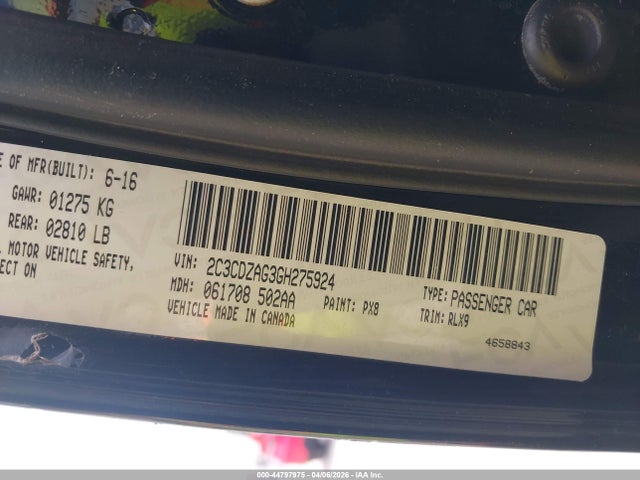 E OF MFR(BUILT): 6-16
GAWR: 01275 KG
REAR: 02810 LB
MOTOR VEHICLE SAFETY,
ECT ON
VIN: 2C3CDZAG3GH275924
MDH: 061708 502AA PAINT: PX8 TYPE: PASSENGER CAR
VEHICLE MADE IN CANADA TRIM: RLX9
4658843
000-44797975 - 04/06/2026 - Copyright © 2026 IAA Inc.